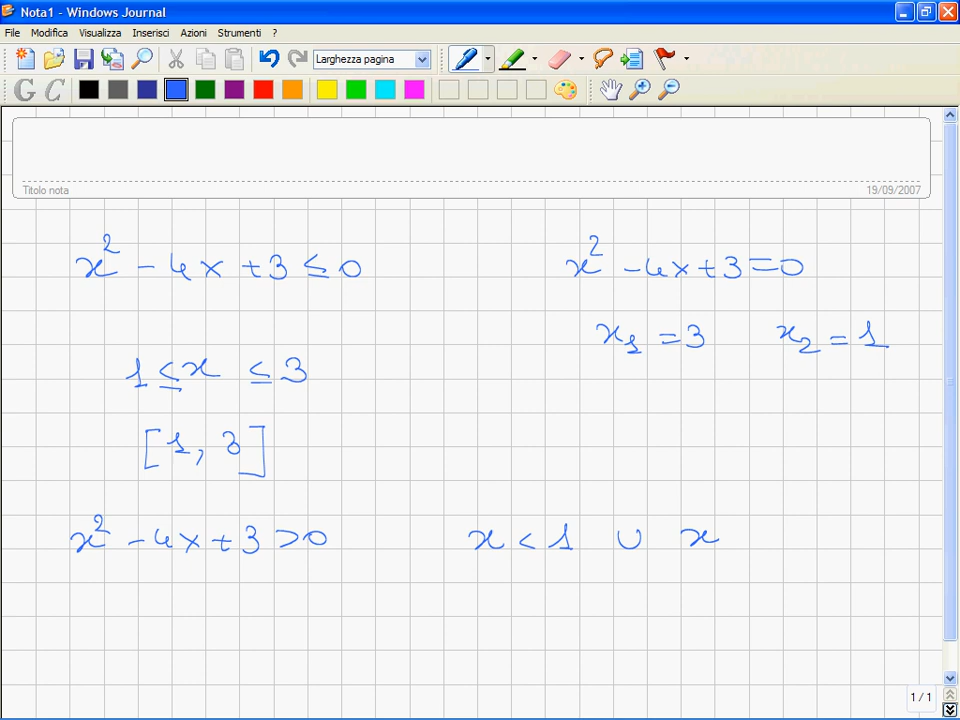 Nota1 - Windows Journal
File Modifica Visualizza Inserisci Azioni Strumenti ?
Larghezza pagina
G C
Titolo nota 19/09/2007
x² - 4x + 3 ≤ 0 x² - 4x + 3 = 0
x₁ = 3 x₂ = 1
1 ≤ x ≤ 3
[1, 3]
x² - 4x + 3 > 0 x < 1 ∪ x
1 / 1